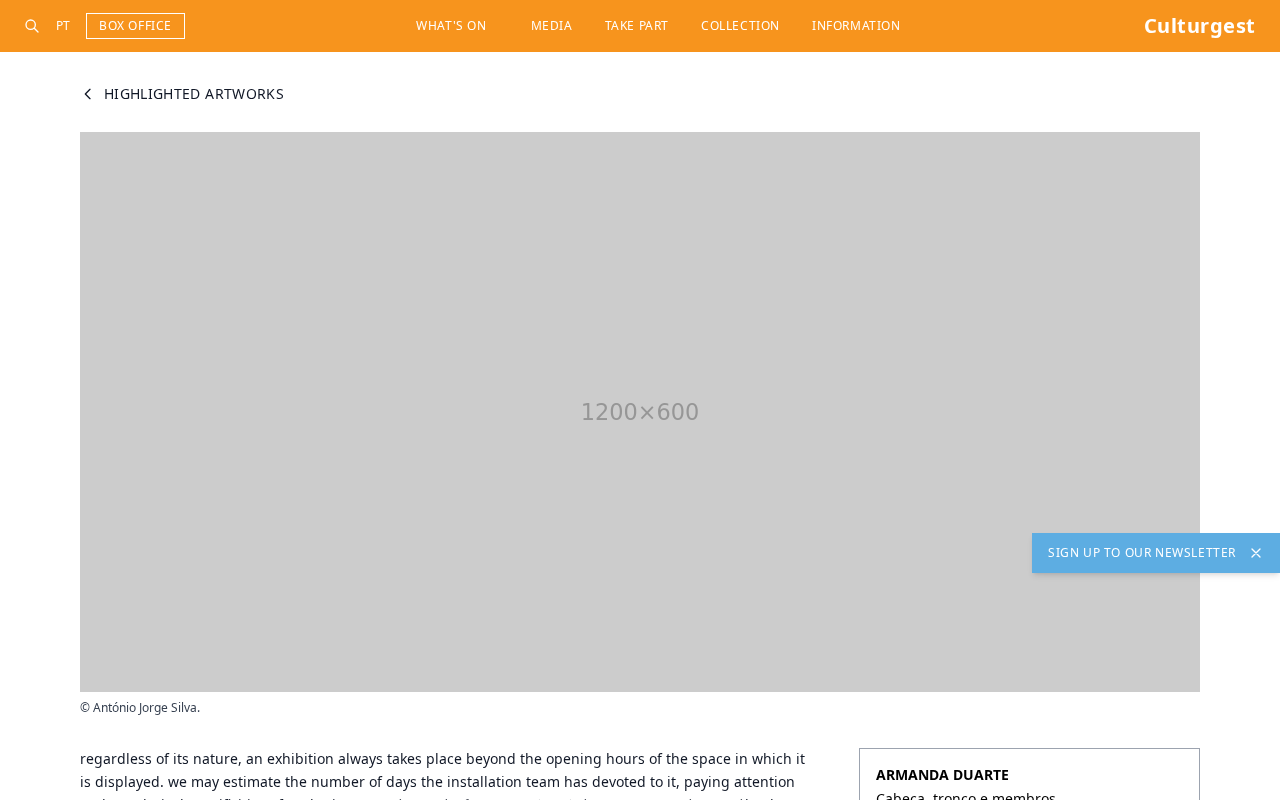 PT
BOX OFFICE
WHAT'S ON
MEDIA
TAKE PART
COLLECTION
INFORMATION
Culturgest
HIGHLIGHTED ARTWORKS
1200×600
SIGN UP TO OUR NEWSLETTER
© António Jorge Silva.
regardless of its nature, an exhibition always takes place beyond the opening hours of the space in which it
is displayed. we may estimate the number of days the installation team has devoted to it, paying attention
ARMANDA DUARTE
Cabeça, tronco e membros